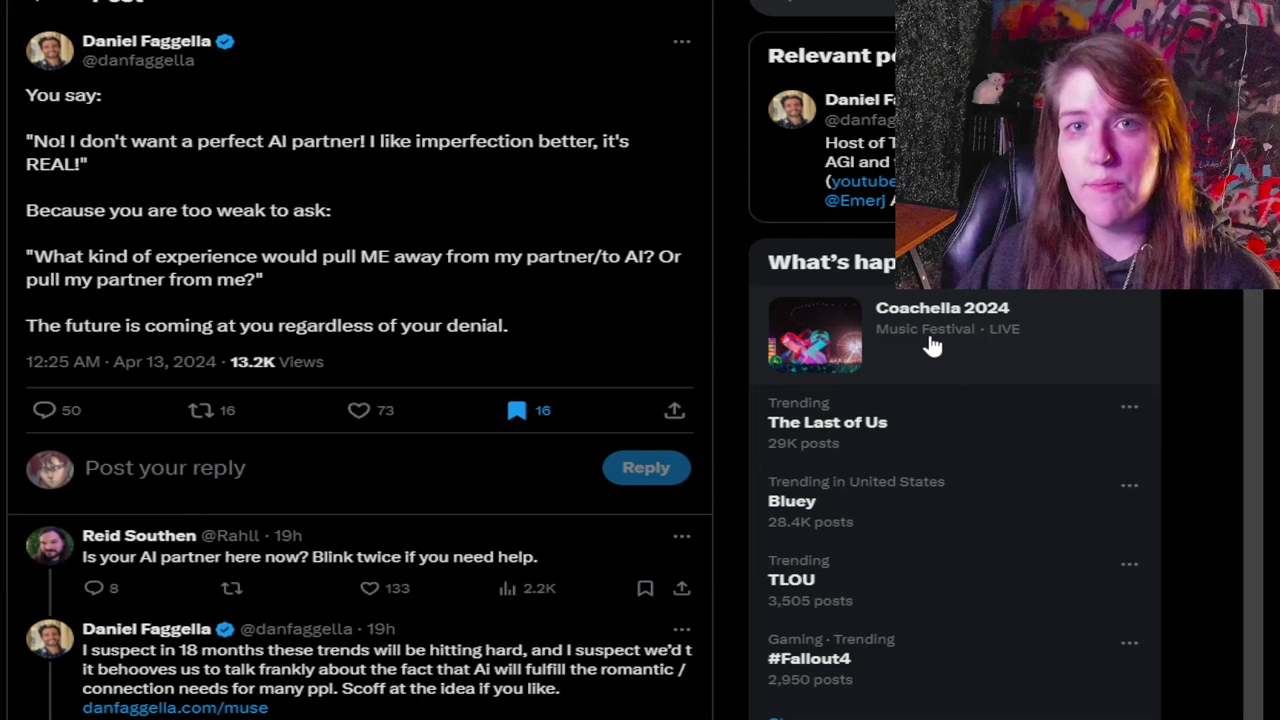 Daniel Faggella
@danfaggella
You say:
"No! I don't want a perfect AI partner! I like imperfection better, it's
REAL!"
Because you are too weak to ask:
"What kind of experience would pull ME away from my partner/to AI? Or
pull my partner from me?"
The future is coming at you regardless of your denial.
12:25 AM · Apr 13, 2024 · 13.2K Views
50 16 73 16
Post your reply
Reply
Reid Southen @Rahll · 19h
Is your AI partner here now? Blink twice if you need help.
8 133 2.2K
Daniel Faggella @danfaggella · 19h
I suspect in 18 months these trends will be hitting hard, and I suspect we'd t
it behooves us to talk frankly about the fact that Ai will fulfill the romantic /
connection needs for many ppl. Scoff at the idea if you like.
danfaggella.com/muse
Relevant pe
Daniel F
@danfag
Host of T
AGI and
(youtube
@Emerj A
What's hap
Coachella 2024
Music Festival · LIVE
Trending
The Last of Us
29K posts
Trending in United States
Bluey
28.4K posts
Trending
TLOU
3,505 posts
Gaming · Trending
#Fallout4
2,950 posts